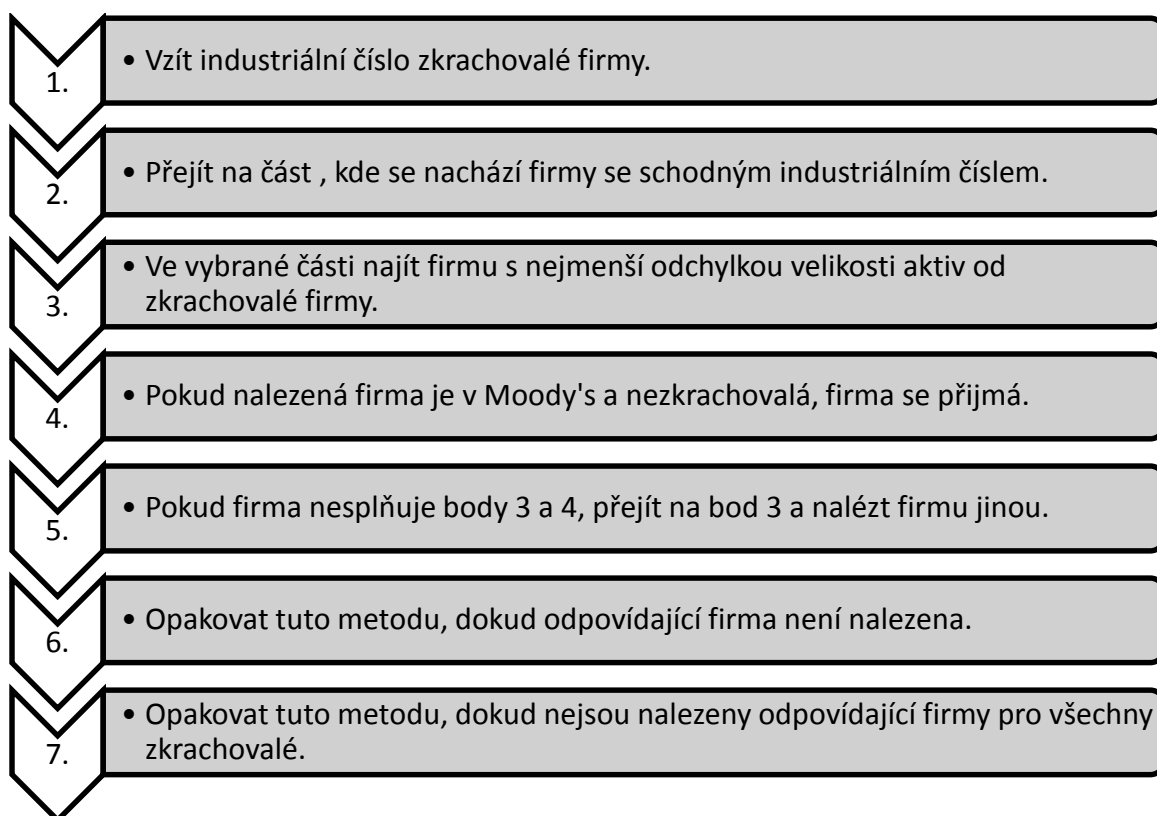 1.
• Vzít industriální číslo zkrachovalé firmy.
2.
• Přejít na část , kde se nachází firmy se schodným industriálním číslem.
3.
• Ve vybrané části najít firmu s nejmenší odchylkou velikosti aktiv od
zkrachovalé firmy.
4.
• Pokud nalezená firma je v Moody's a nezkrachovalá, firma se přijmá.
5.
• Pokud firma nesplňuje body 3 a 4, přejít na bod 3 a nalézt firmu jinou.
6.
• Opakovat tuto metodu, dokud odpovídající firma není nalezena.
7.
• Opakovat tuto metodu, dokud nejsou nalezeny odpovídající firmy pro všechny
zkrachovalé.